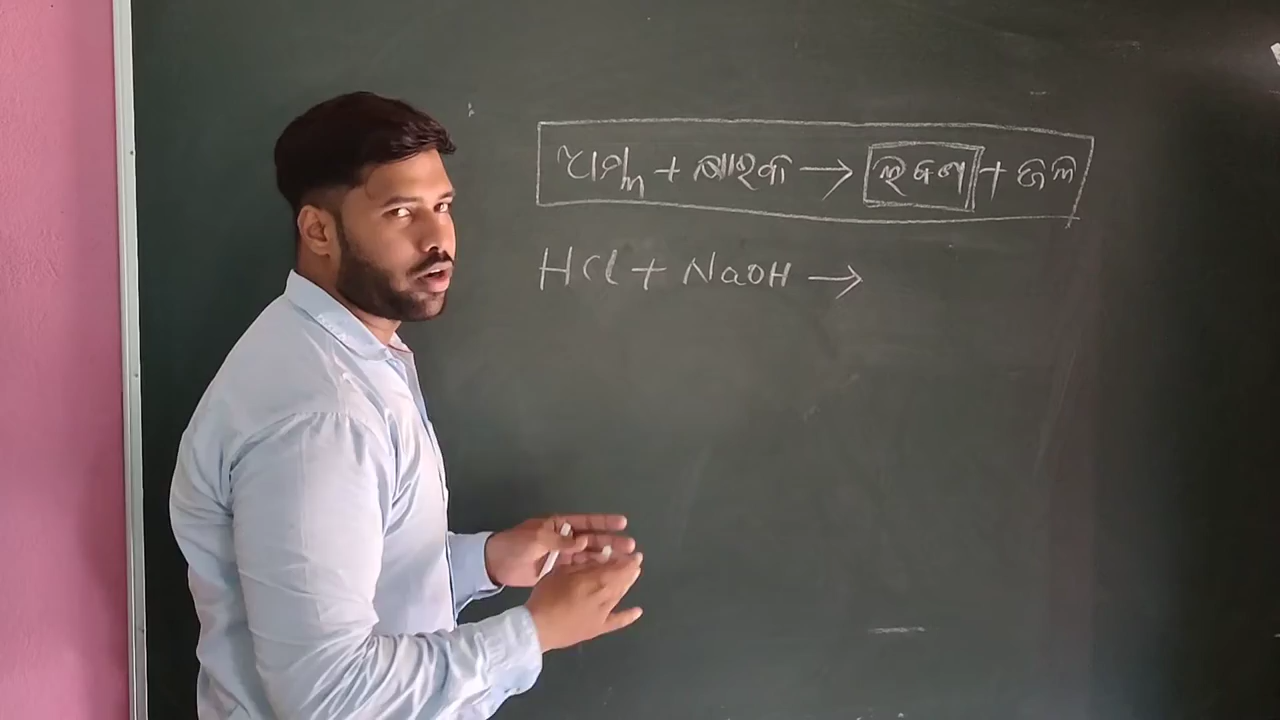 ଅମ୍ଳ + କ୍ଷାରକ → ଲବଣ + ଜଳ
HCl + NaOH →